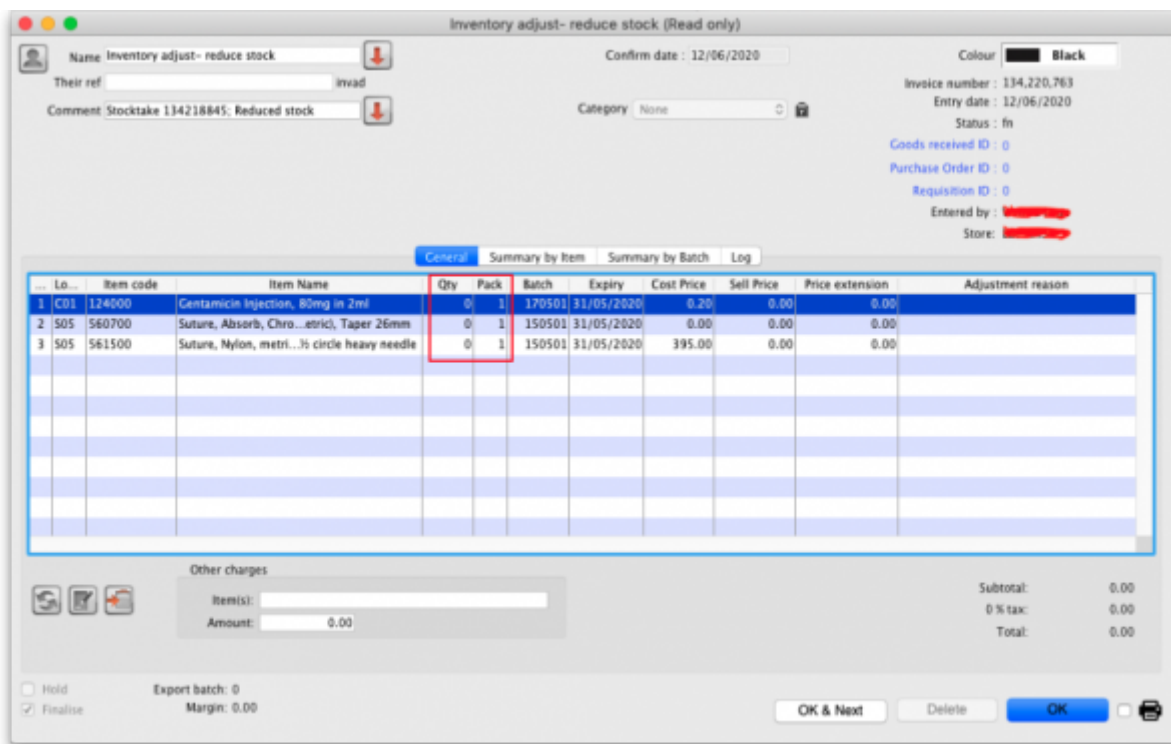 Inventory adjust- reduce stock (Read only)
Name Inventory adjust- reduce stock
Confirm date : 12/06/2020
Colour Black
Their ref invad
Invoice number : 134,220,763
Comment Stocktake 134218845; Reduced stock
Category None
Entry date : 12/06/2020
Status : fn
Goods received ID : 0
Purchase Order ID : 0
Requisition ID : 0
Entered by :
Store:
General Summary by Item Summary by Batch Log
... Lo... Item code Item Name Qty Pack Batch Expiry Cost Price Sell Price Price extension Adjustment reason
1 C01 124000 Gentamicin Injection, 80mg in 2ml 0 1 170501 31/05/2020 0.20 0.00 0.00
2 S05 560700 Suture, Absorb, Chro...etric), Taper 26mm 0 1 150501 31/05/2020 0.00 0.00 0.00
3 S05 561500 Suture, Nylon, metri...½ circle heavy needle 0 1 150501 31/05/2020 395.00 0.00 0.00
Other charges
Item(s):
Amount: 0.00
Subtotal: 0.00
0 % tax: 0.00
Total: 0.00
Hold Export batch: 0
Finalise Margin: 0.00
OK & Next Delete OK